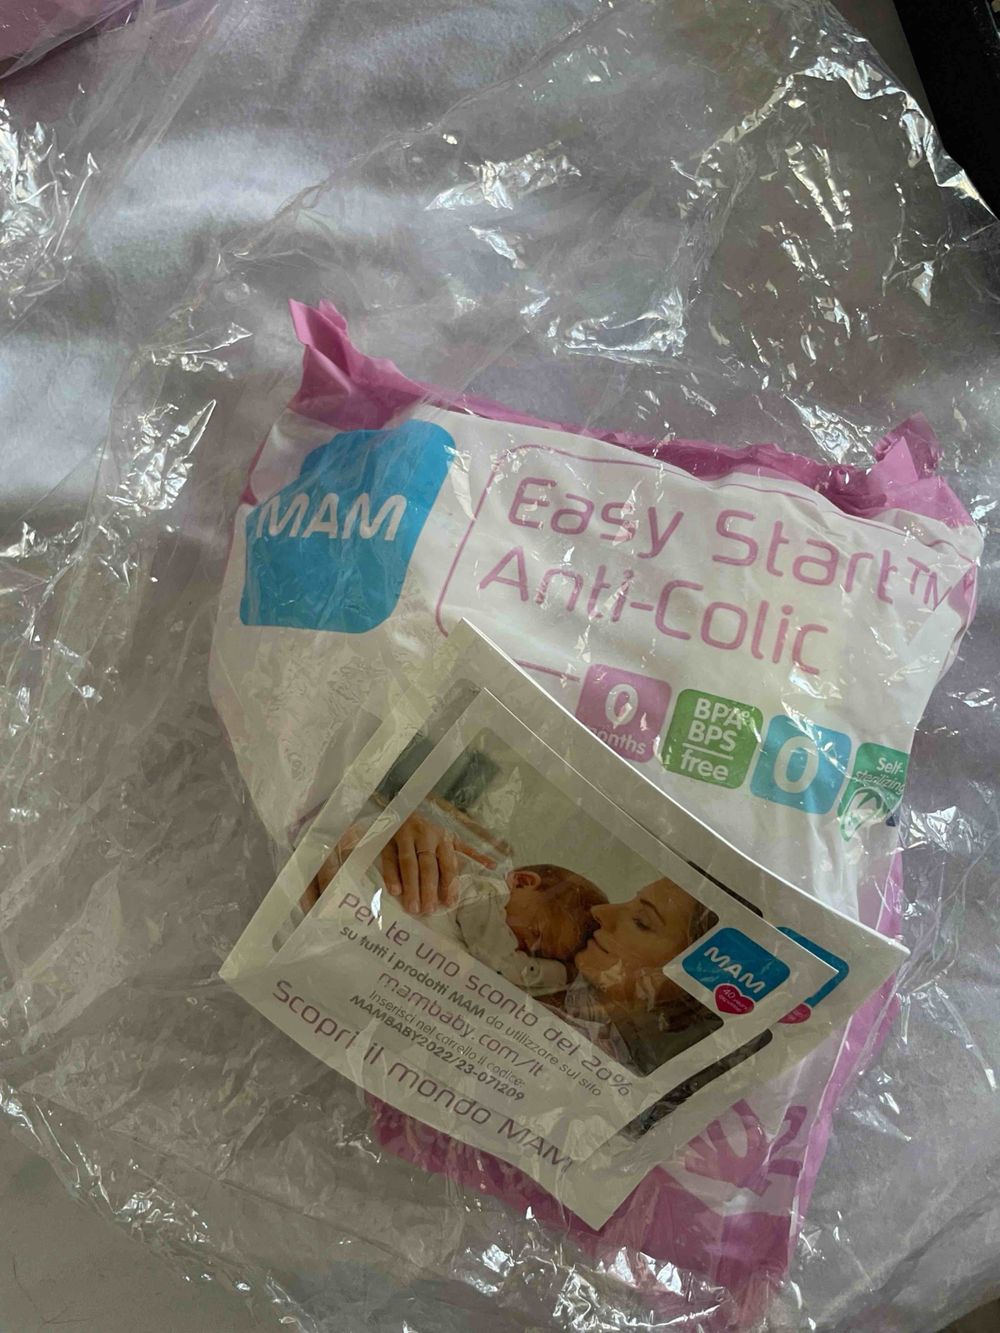 MAM
Easy Start™
Anti-Colic
0
months
BPA
BPS
free
0
Self-
sterilizing
MAM
Per te uno sconto del 20%
su tutti i prodotti MAM da utilizzare sul sito
mambaby.com/it
Inserisci nel carrello il codice:
MAMBABY2022/23-071209
Scopri il mondo MAM